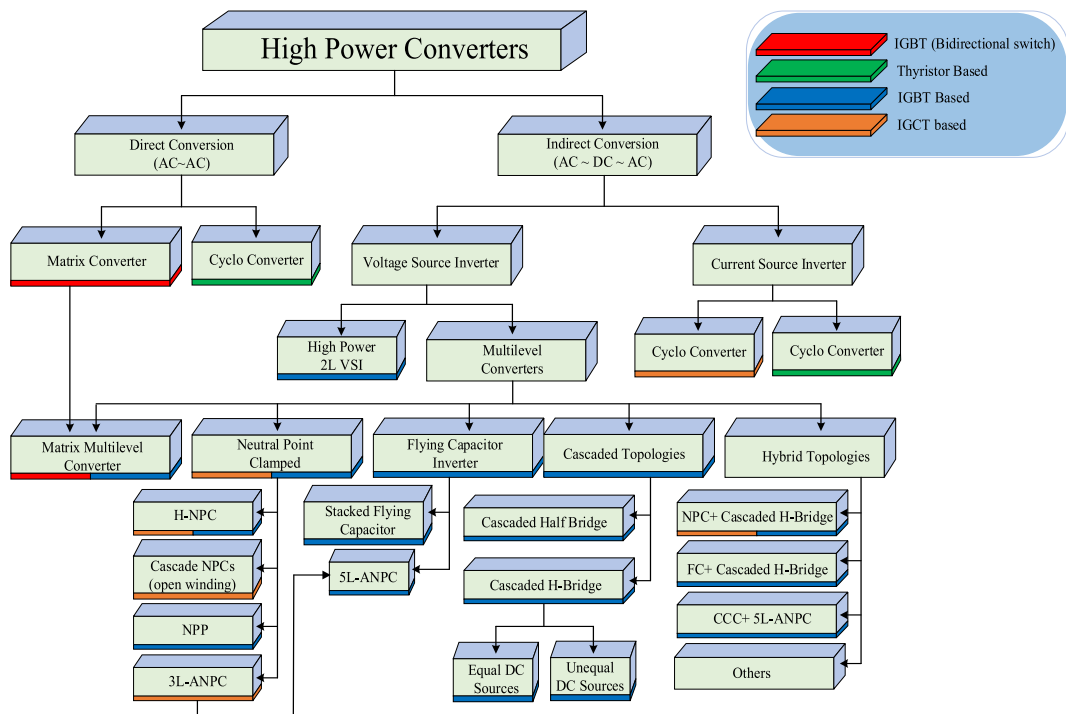 High Power Converters
IGBT (Bidirectional switch)
Thyristor Based
IGBT Based
IGCT based
Direct Conversion
(AC~AC)
Indirect Conversion
(AC ~ DC ~ AC)
Matrix Converter
Cyclo Converter
Voltage Source Inverter
Current Source Inverter
High Power
2L VSI
Multilevel
Converters
Cyclo Converter
Cyclo Converter
Matrix Multilevel
Converter
Neutral Point
Clamped
Flying Capacitor
Inverter
Cascaded Topologies
Hybrid Topologies
H-NPC
Cascade NPCs
(open winding)
NPP
3L-ANPC
Stacked Flying
Capacitor
5L-ANPC
Cascaded Half Bridge
Cascaded H-Bridge
Equal DC
Sources
Unequal
DC Sources
NPC+ Cascaded H-Bridge
FC+ Cascaded H-Bridge
CCC+ 5L-ANPC
Others